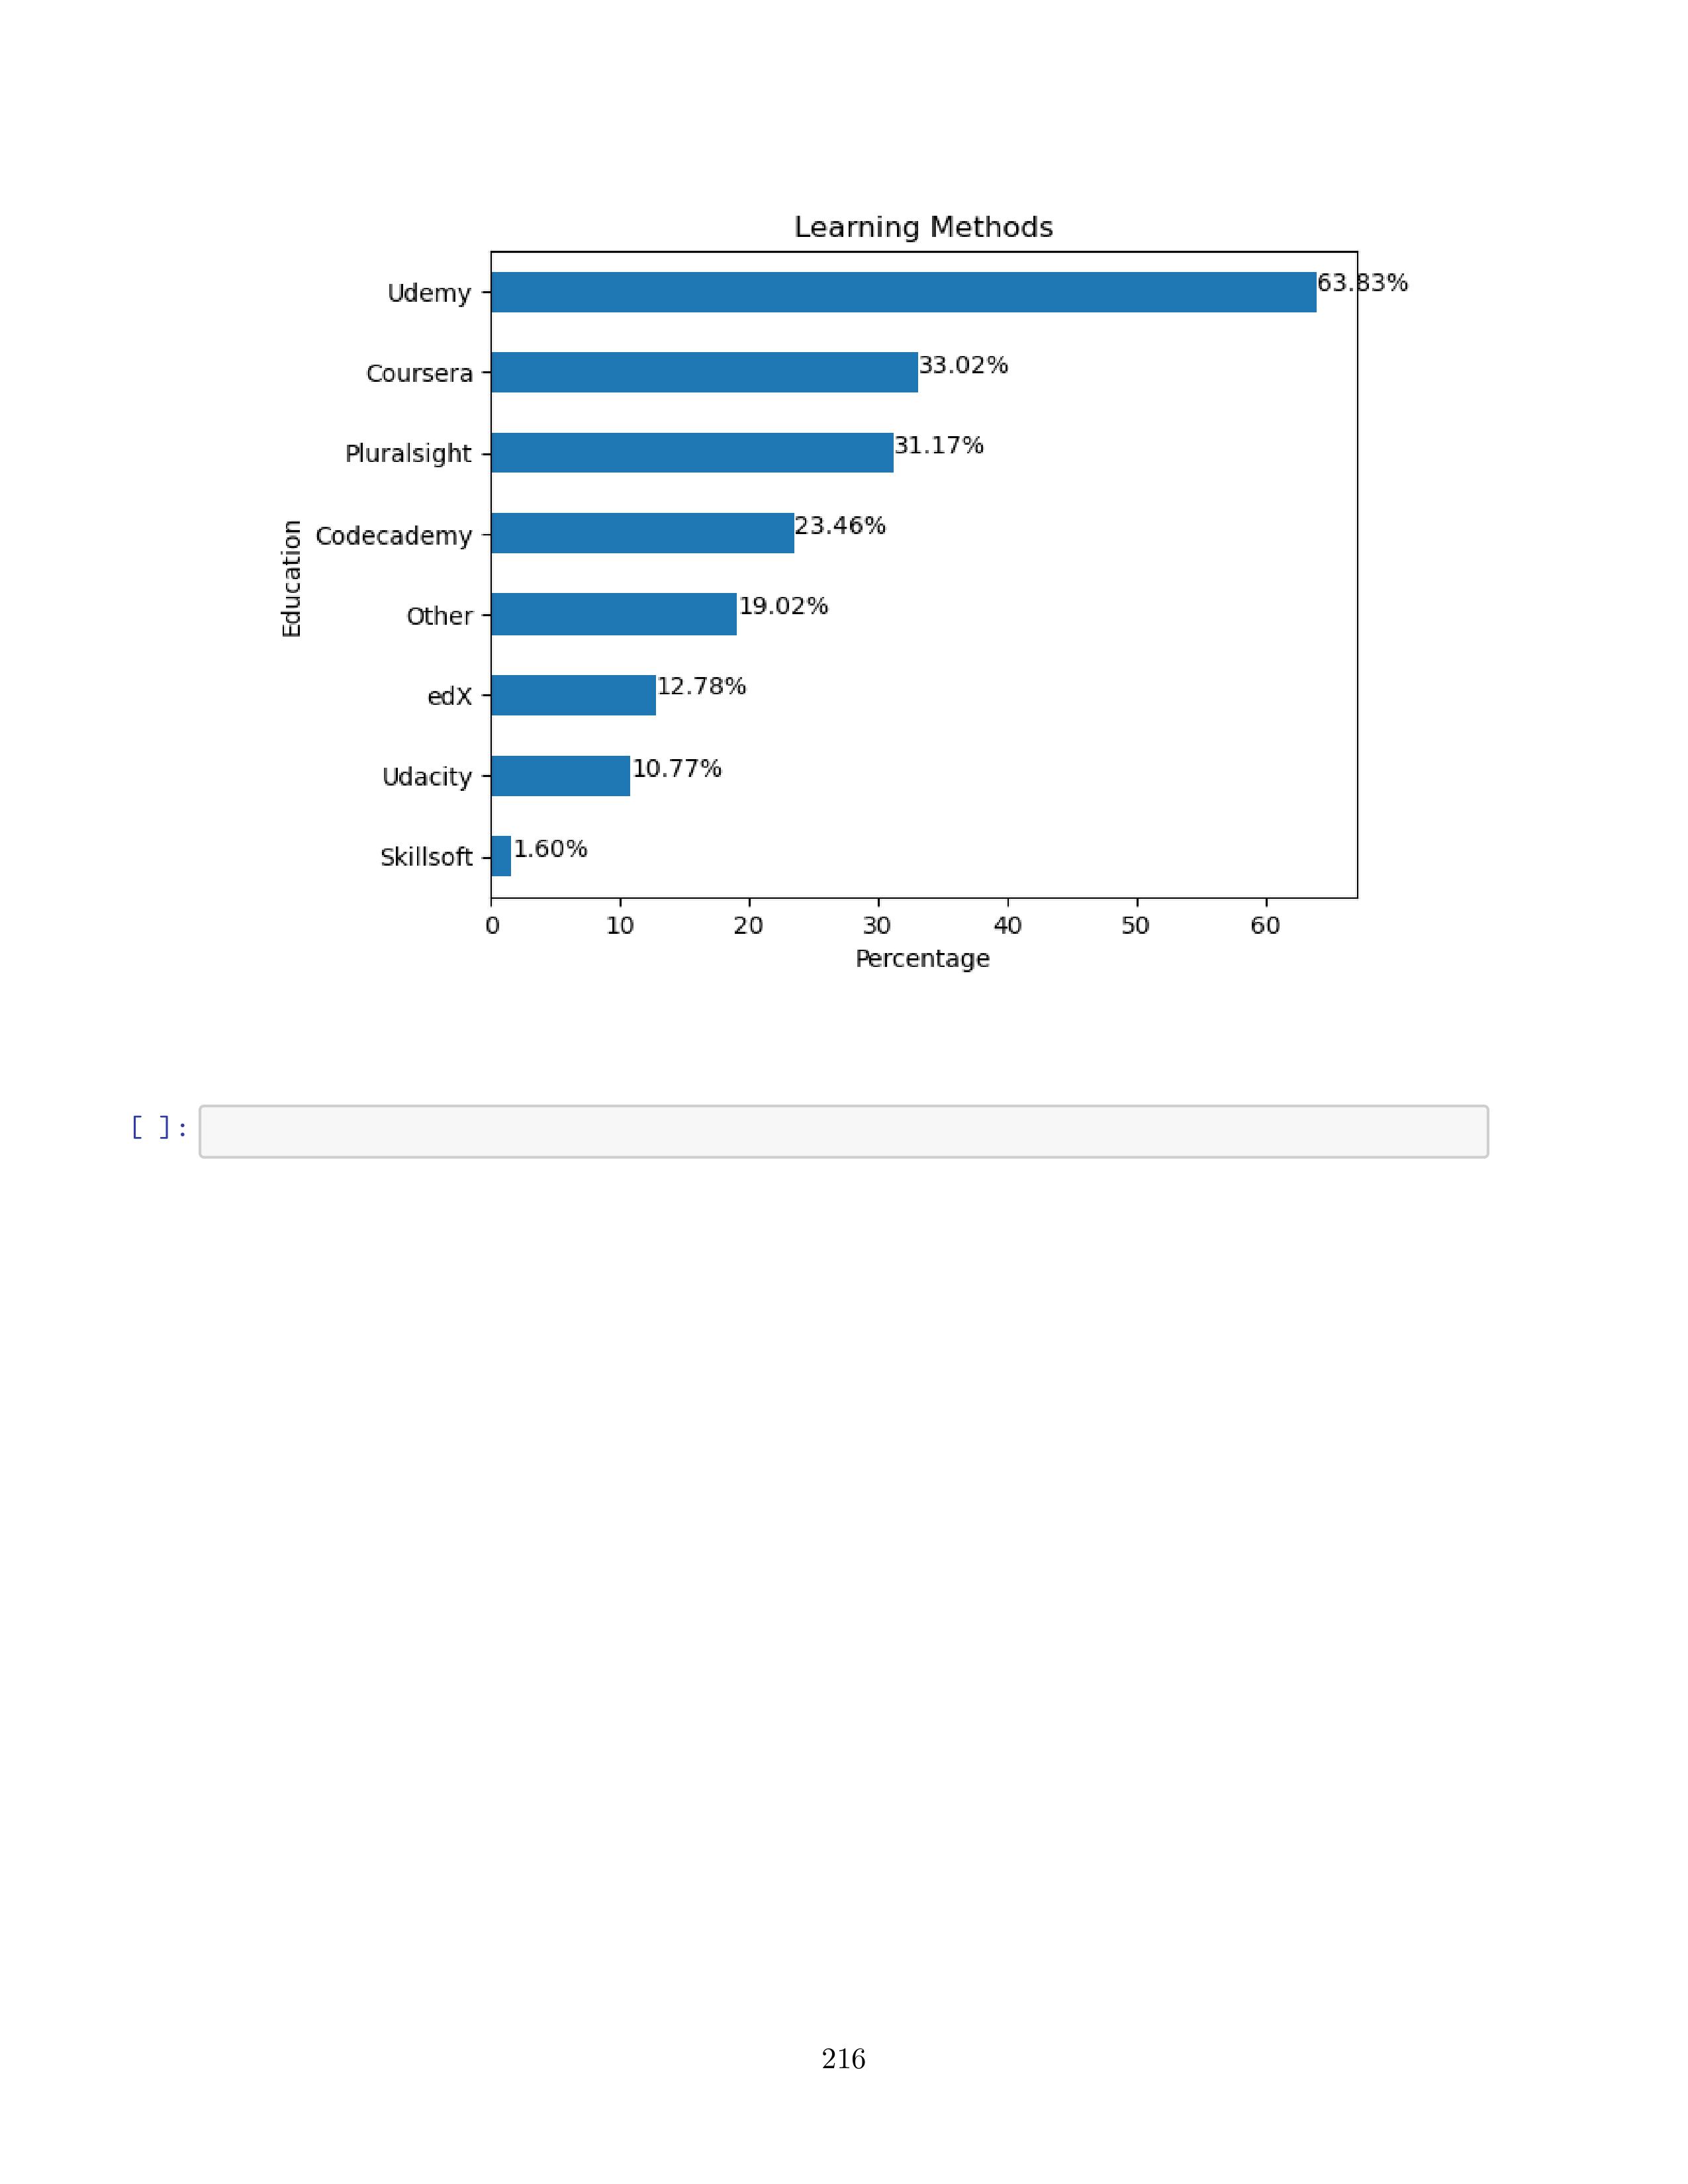 Learning Methods
Udemy 63.83%
Coursera 33.02%
Pluralsight 31.17%
Codecademy 23.46%
Other 19.02%
edX 12.78%
Udacity 10.77%
Skillsoft 1.60%
Education
0 10 20 30 40 50 60
Percentage
[ ]:
216